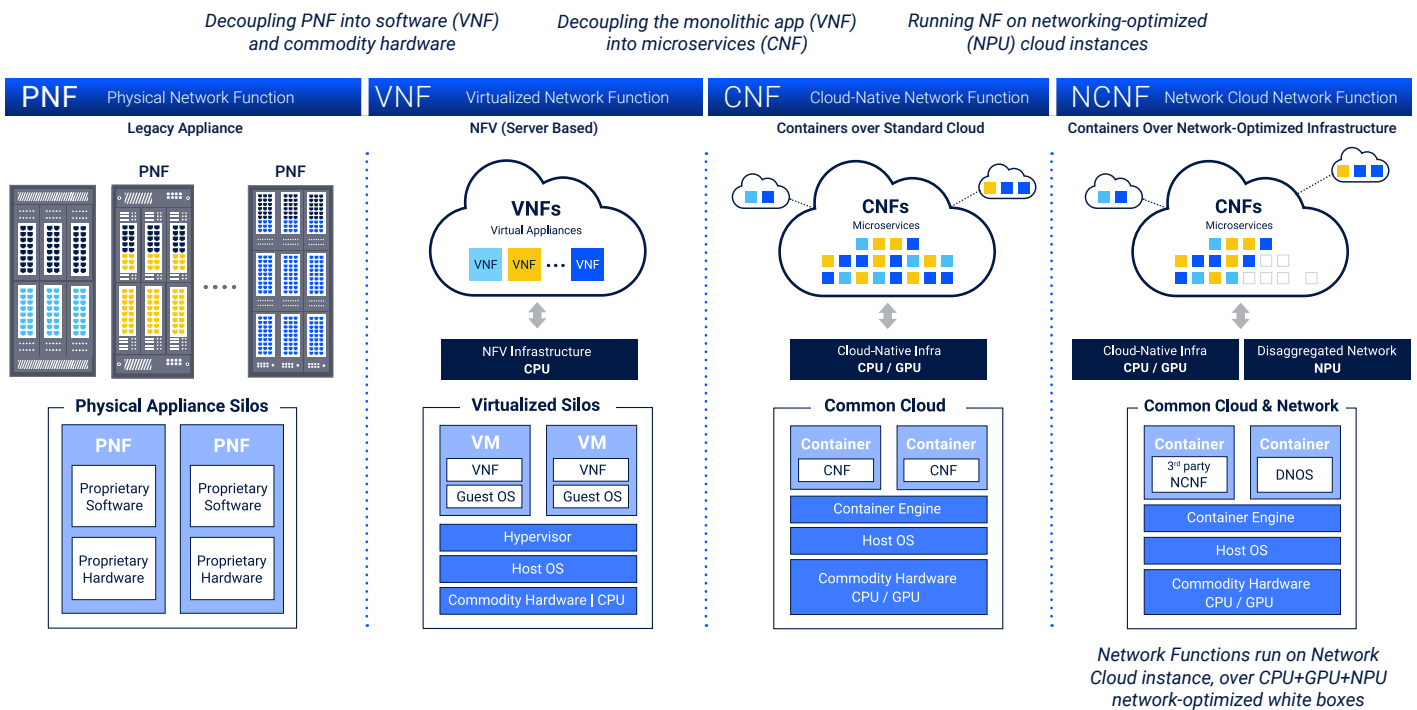 Decoupling PNF into software (VNF)
and commodity hardware
Decoupling the monolithic app (VNF)
into microservices (CNF)
Running NF on networking-optimized
(NPU) cloud instances
PNF Physical Network Function
Legacy Appliance
PNF
PNF
Physical Appliance Silos
PNF
Proprietary
Software
Proprietary
Hardware
PNF
Proprietary
Software
Proprietary
Hardware
VNF Virtualized Network Function
NFV (Server Based)
VNFs
Virtual Appliances
VNF VNF ••• VNF
NFV Infrastructure
CPU
Virtualized Silos
VM
VNF
Guest OS
VM
VNF
Guest OS
Hypervisor
Host OS
Commodity Hardware | CPU
CNF Cloud-Native Network Function
Containers over Standard Cloud
CNFs
Microservices
Cloud-Native Infra
CPU / GPU
Common Cloud
Container
CNF
Container
CNF
Container Engine
Host OS
Commodity Hardware
CPU / GPU
NCNF Network Cloud Network Function
Containers Over Network-Optimized Infrastructure
CNFs
Microservices
Cloud-Native Infra
CPU / GPU
Disaggregated Network
NPU
Common Cloud & Network
Container
3rd party
NCNF
Container
DNOS
Container Engine
Host OS
Commodity Hardware
CPU / GPU
Network Functions run on Network
Cloud instance, over CPU+GPU+NPU
network-optimized white boxes